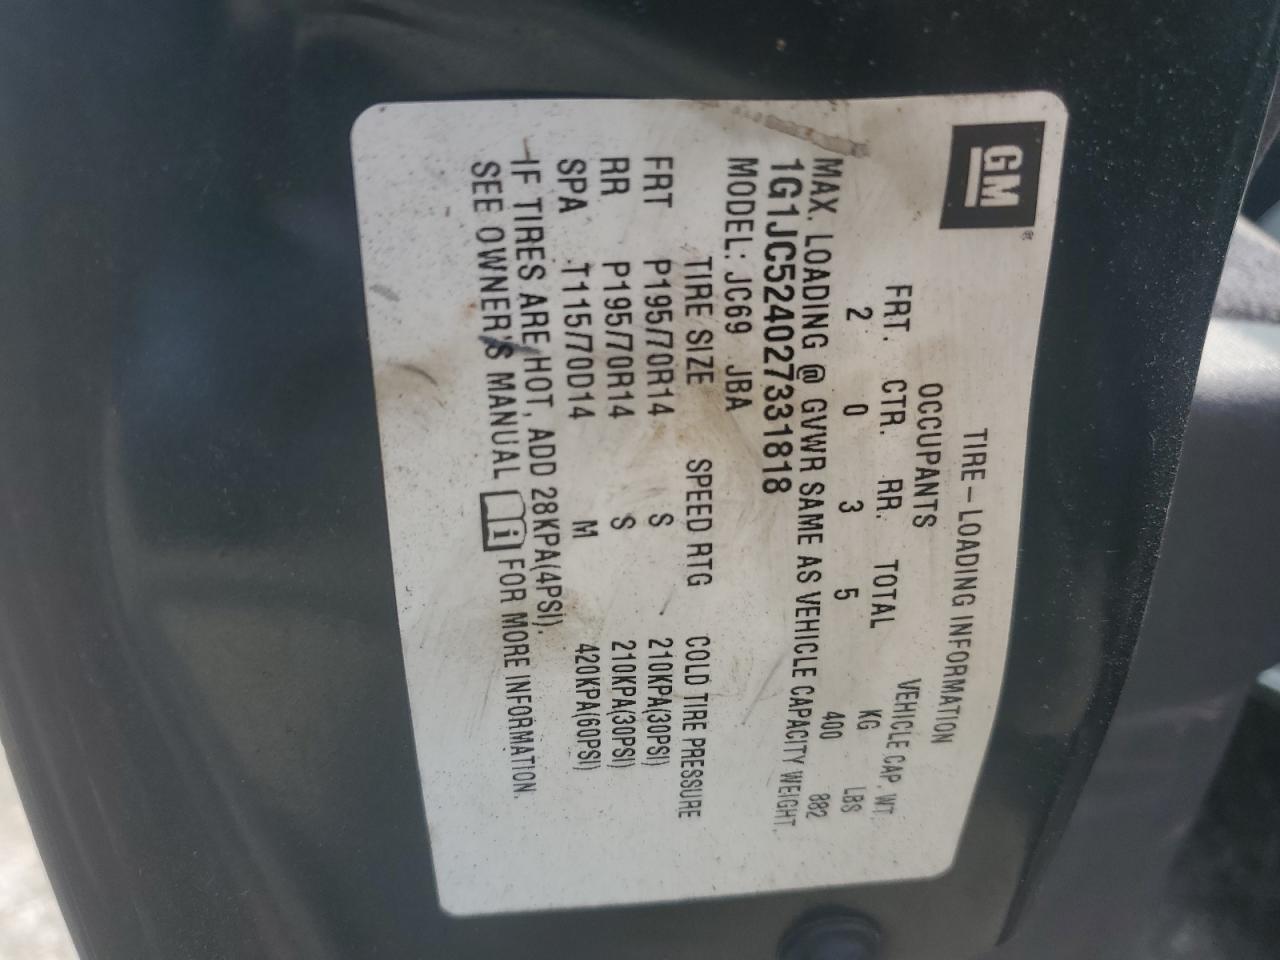 GM®
TIRE-LOADING INFORMATION
OCCUPANTS VEHICLE CAP. WT.
FRT. CTR. RR. TOTAL KG LBS
2 0 3 5 400 882
MAX. LOADING @ GVWR SAME AS VEHICLE CAPACITY WEIGHT.
1G1JC524027331818
MODEL: JC69 JBA
TIRE SIZE SPEED RTG COLD TIRE PRESSURE
FRT P195/70R14 S 210KPA(30PSI)
RR P195/70R14 S 210KPA(30PSI)
SPA T115/70D14 M 420KPA(60PSI)
IF TIRES ARE HOT, ADD 28KPA(4PSI).
SEE OWNER'S MANUAL i FOR MORE INFORMATION.